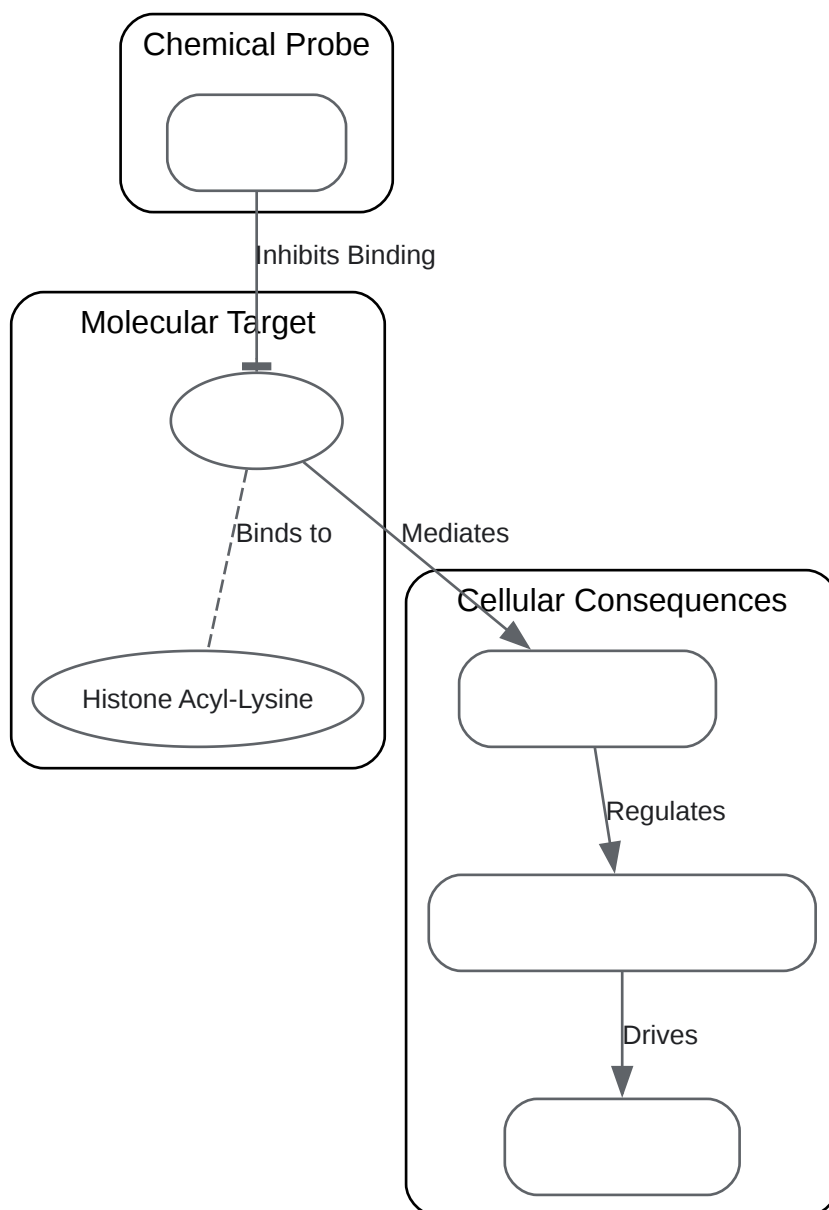 Chemical Probe
Inhibits Binding
Molecular Target
Binds to
Mediates
Cellular Consequences
Histone Acyl-Lysine
Regulates
Drives